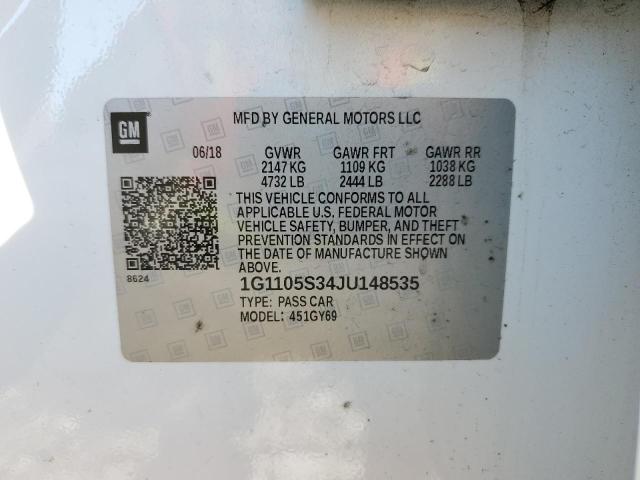 GM
MFD BY GENERAL MOTORS LLC
06/18 GVWR GAWR FRT GAWR RR
2147 KG 1109 KG 1038 KG
4732 LB 2444 LB 2288 LB
THIS VEHICLE CONFORMS TO ALL
APPLICABLE U.S. FEDERAL MOTOR
VEHICLE SAFETY, BUMPER, AND THEFT
PREVENTION STANDARDS IN EFFECT ON
THE DATE OF MANUFACTURE SHOWN
ABOVE.
8624
1G1105S34JU148535
TYPE: PASS CAR
MODEL: 451GY69